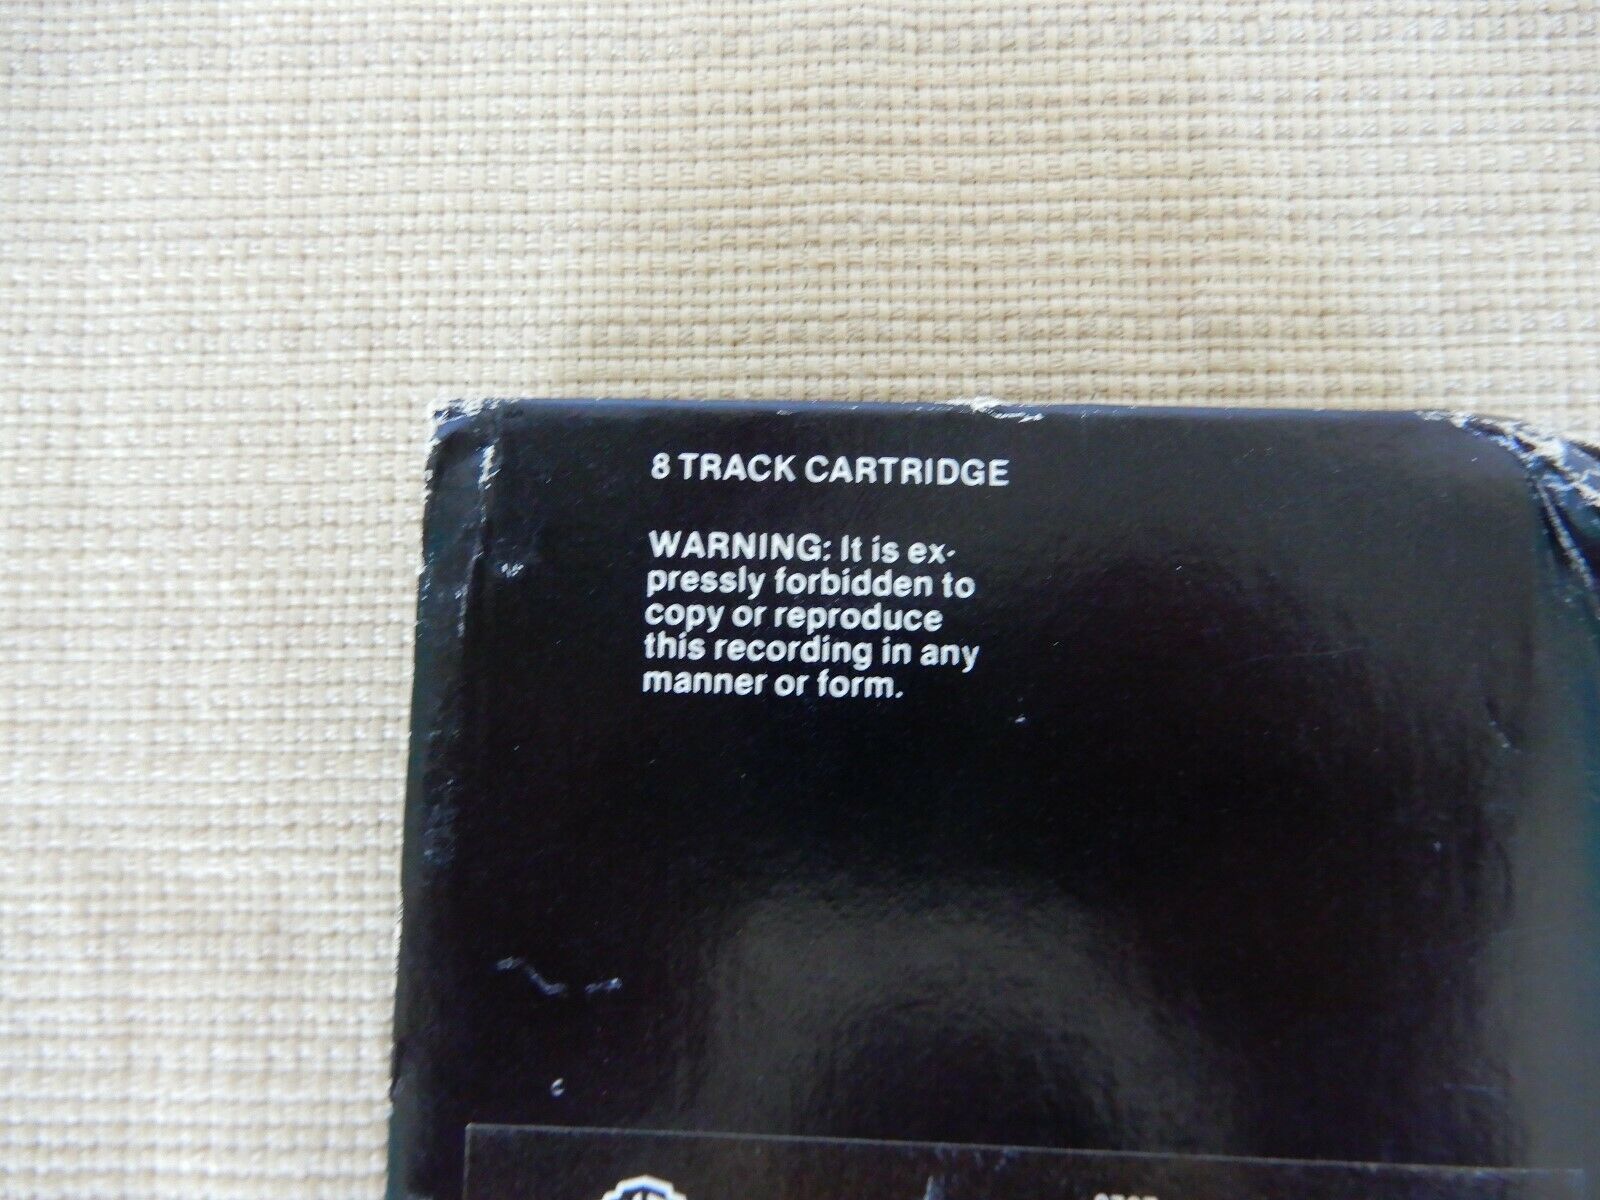 8 TRACK CARTRIDGE
WARNING: It is ex-
pressly forbidden to
copy or reproduce
this recording in any
manner or form.